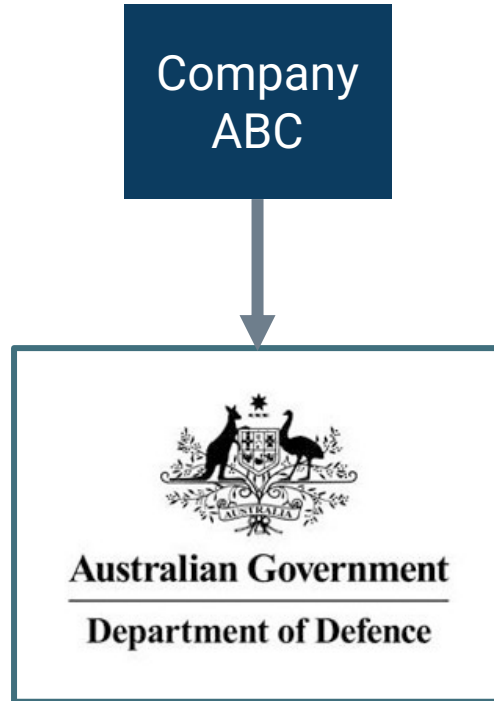 Company
ABC
AUSTRALIA
Australian Government
Department of Defence